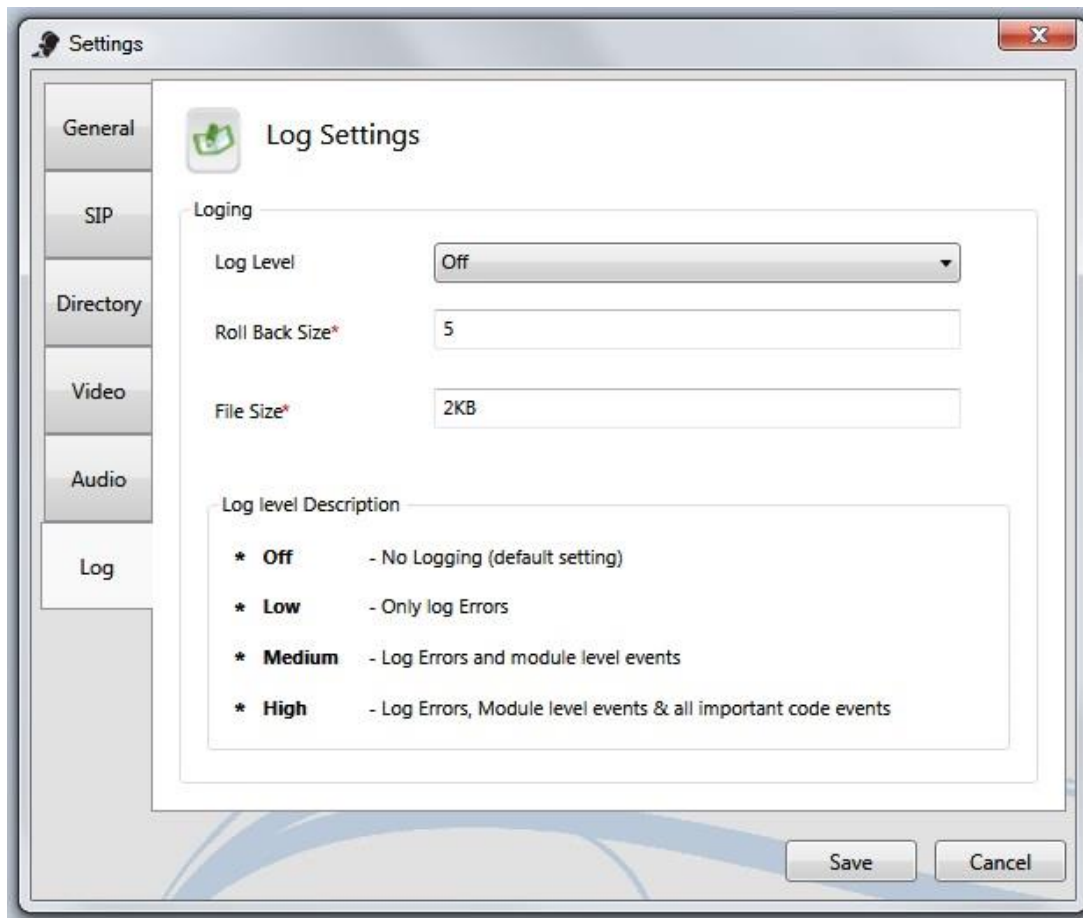 Settings
General
SIP
Directory
Video
Audio
Log
Log Settings
Loging
Log Level Off
Roll Back Size* 5
File Size* 2KB
Log level Description
* Off - No Logging (default setting)
* Low - Only log Errors
* Medium - Log Errors and module level events
* High - Log Errors, Module level events & all important code events
Save Cancel